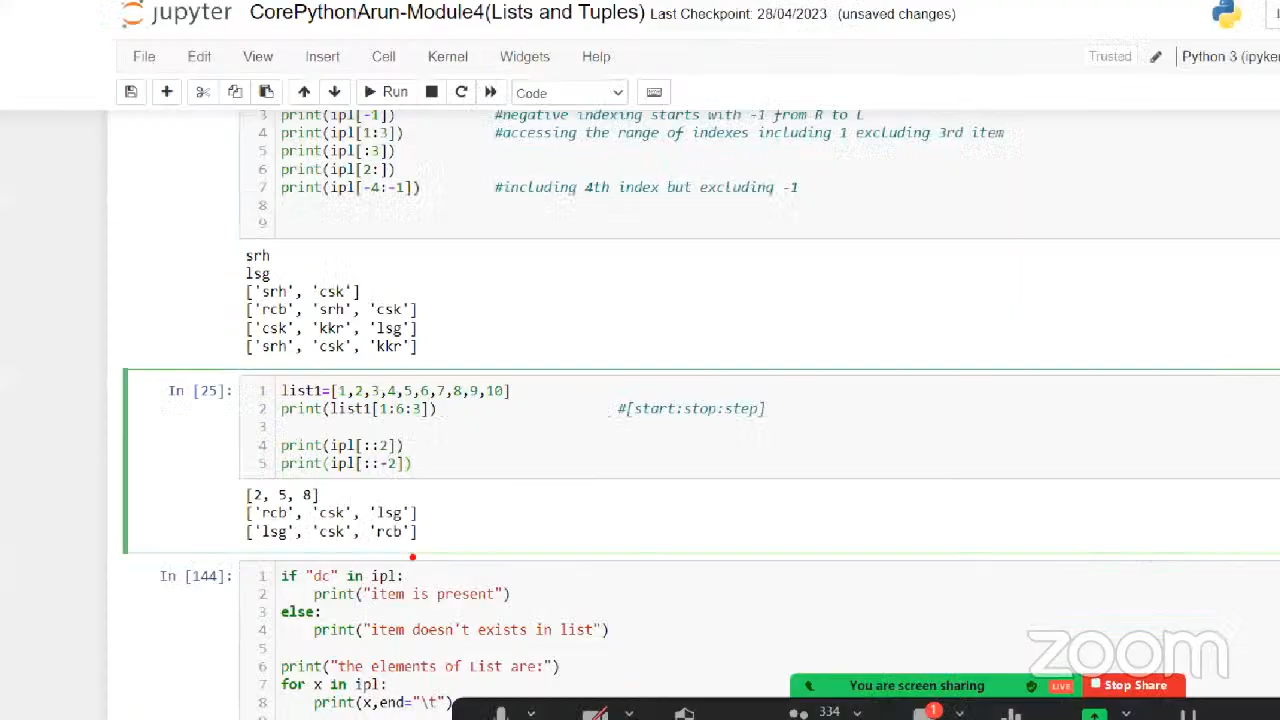 jupyter CorePythonArun-Module4(Lists and Tuples) Last Checkpoint: 28/04/2023 (unsaved changes)
File Edit View Insert Cell Kernel Widgets Help Trusted Python 3 (ipyker
Run Code
3 print(ipl[-1]) #negative indexing starts with -1 from R to L
4 print(ipl[1:3]) #accessing the range of indexes including 1 excluding 3rd item
5 print(ipl[:3])
6 print(ipl[2:])
7 print(ipl[-4:-1]) #including 4th index but excluding -1
8
9
srh
lsg
['srh', 'csk']
['rcb', 'srh', 'csk']
['csk', 'kkr', 'lsg']
['srh', 'csk', 'kkr']
In [25]: 1 list1=[1,2,3,4,5,6,7,8,9,10]
2 print(list1[1:6:3]) #[start:stop:step]
3
4 print(ipl[::2])
5 print(ipl[::-2])
[2, 5, 8]
['rcb', 'csk', 'lsg']
['lsg', 'csk', 'rcb']
In [144]: 1 if "dc" in ipl:
2 print("item is present")
3 else:
4 print("item doesn't exists in list")
5
6 print("the elements of List are:")
7 for x in ipl:
8 print(x,end="\t")
zoom
You are screen sharing LIVE Stop Share
334 1